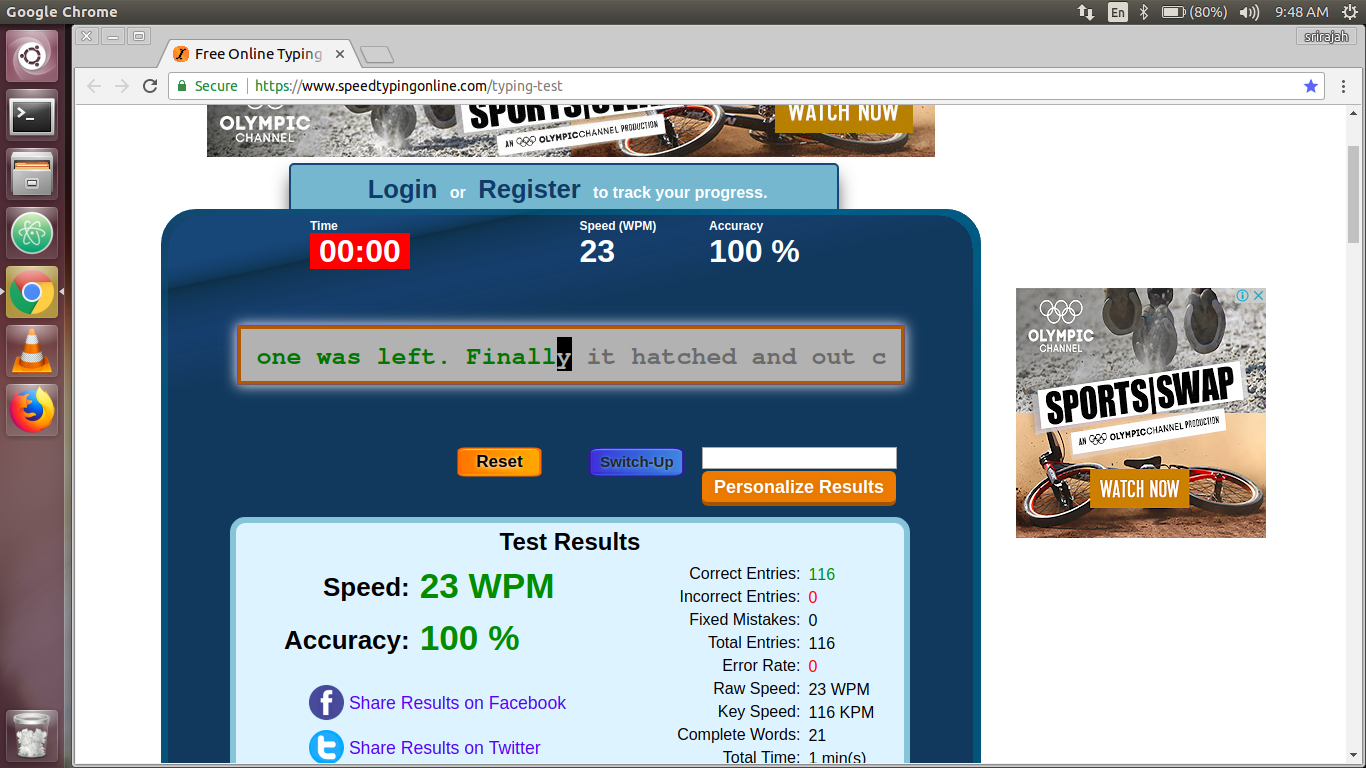 Google Chrome
En
(80%)
9:48 AM
srirajah
Free Online Typing
Secure
https://www.speedtypingonline.com/typing-test
OLYMPIC
CHANNEL
SPORTS|SWAP
AN OLYMPICCHANNEL PRODUCTION
WATCH NOW
Login or Register to track your progress.
Time
Speed (WPM)
Accuracy
00:00
23
100 %
one was left. Finally it hatched and out c
Reset
Switch-Up
Personalize Results
Test Results
Speed: 23 WPM
Accuracy: 100 %
Share Results on Facebook
Share Results on Twitter
Correct Entries: 116
Incorrect Entries: 0
Fixed Mistakes: 0
Total Entries: 116
Error Rate: 0
Raw Speed: 23 WPM
Key Speed: 116 KPM
Complete Words: 21
Total Time: 1 min(s)
OLYMPIC
CHANNEL
SPORTS|SWAP
AN OLYMPICCHANNEL PRODUCTION
WATCH NOW